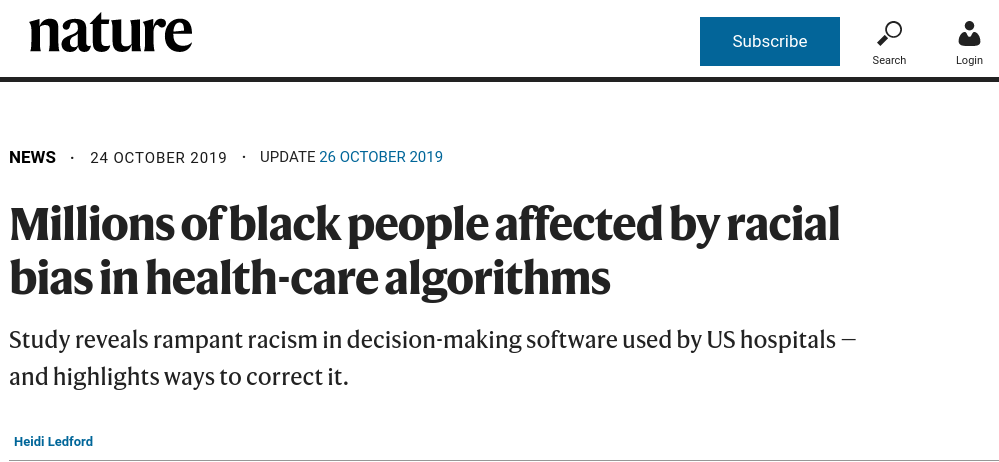 nature
Subscribe
Search
Login
NEWS · 24 OCTOBER 2019 · UPDATE 26 OCTOBER 2019
Millions of black people affected by racial
bias in health-care algorithms
Study reveals rampant racism in decision-making software used by US hospitals —
and highlights ways to correct it.
Heidi Ledford